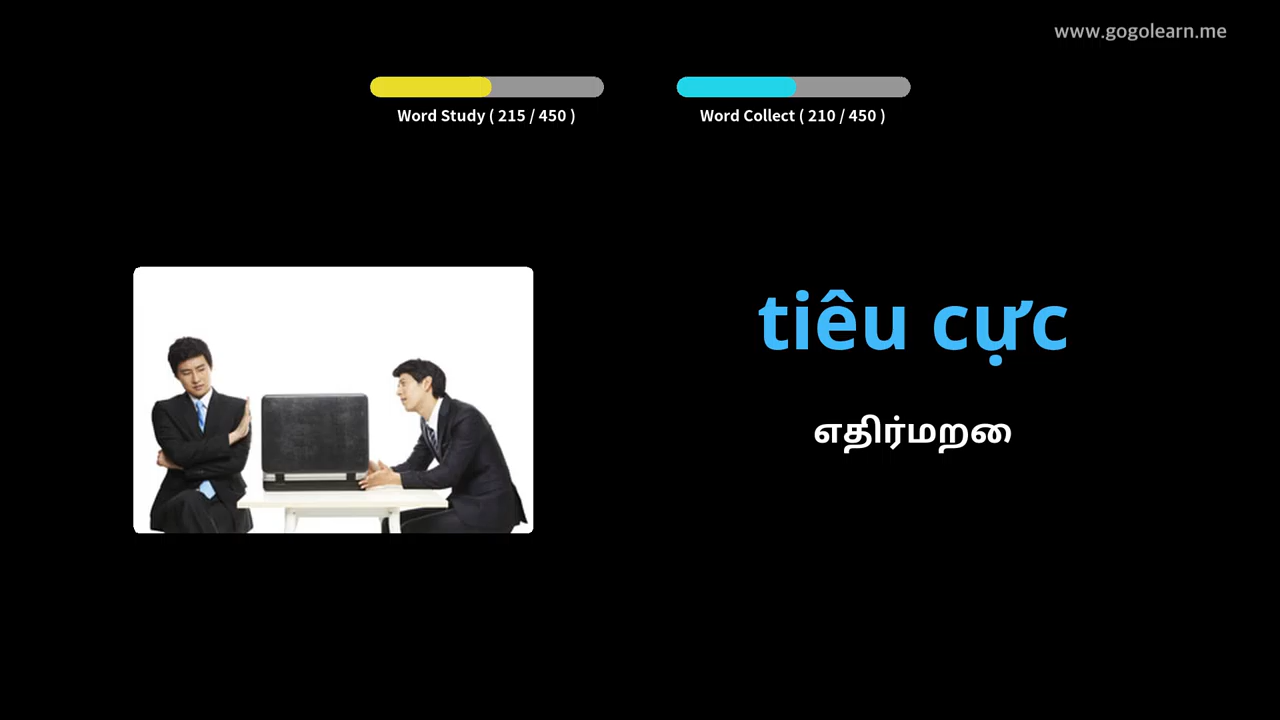 www.gogolearn.me
Word Study ( 215 / 450 )
Word Collect ( 210 / 450 )
tiêu cực
எதிர்மறை